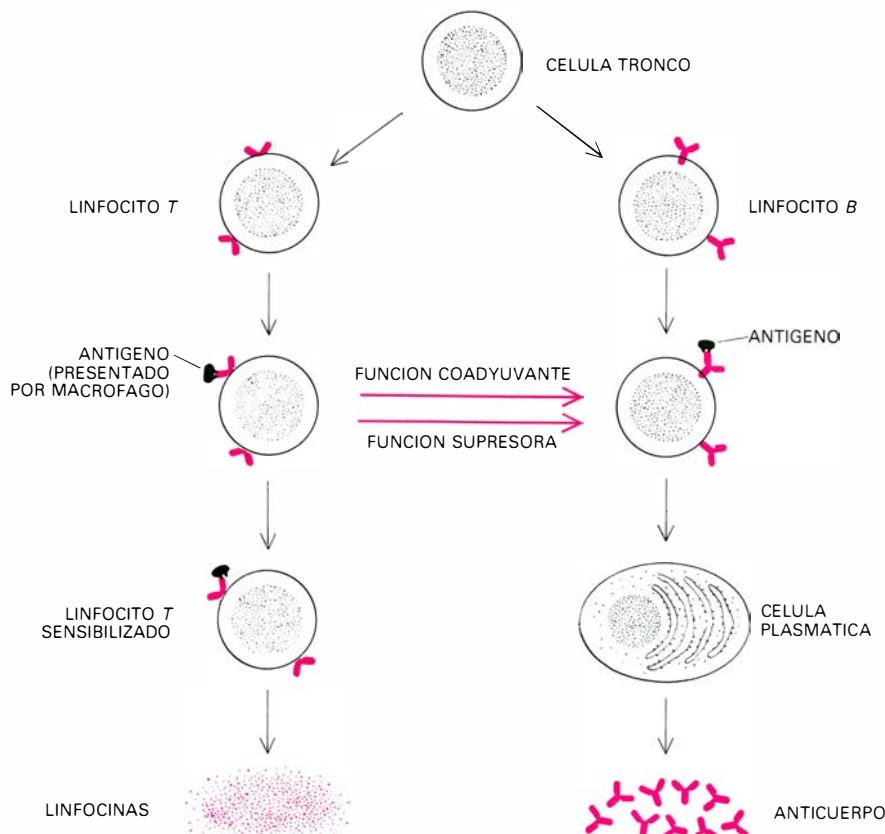 CELULA TRONCO
LINFOCITO T
LINFOCITO B
ANTIGENO
(PRESENTADO
POR MACROFAGO)
FUNCION COADYUVANTE
FUNCION SUPRESORA
ANTIGENO
LINFOCITO T
SENSIBILIZADO
CELULA
PLASMATICA
LINFOCINAS
ANTICUERPO